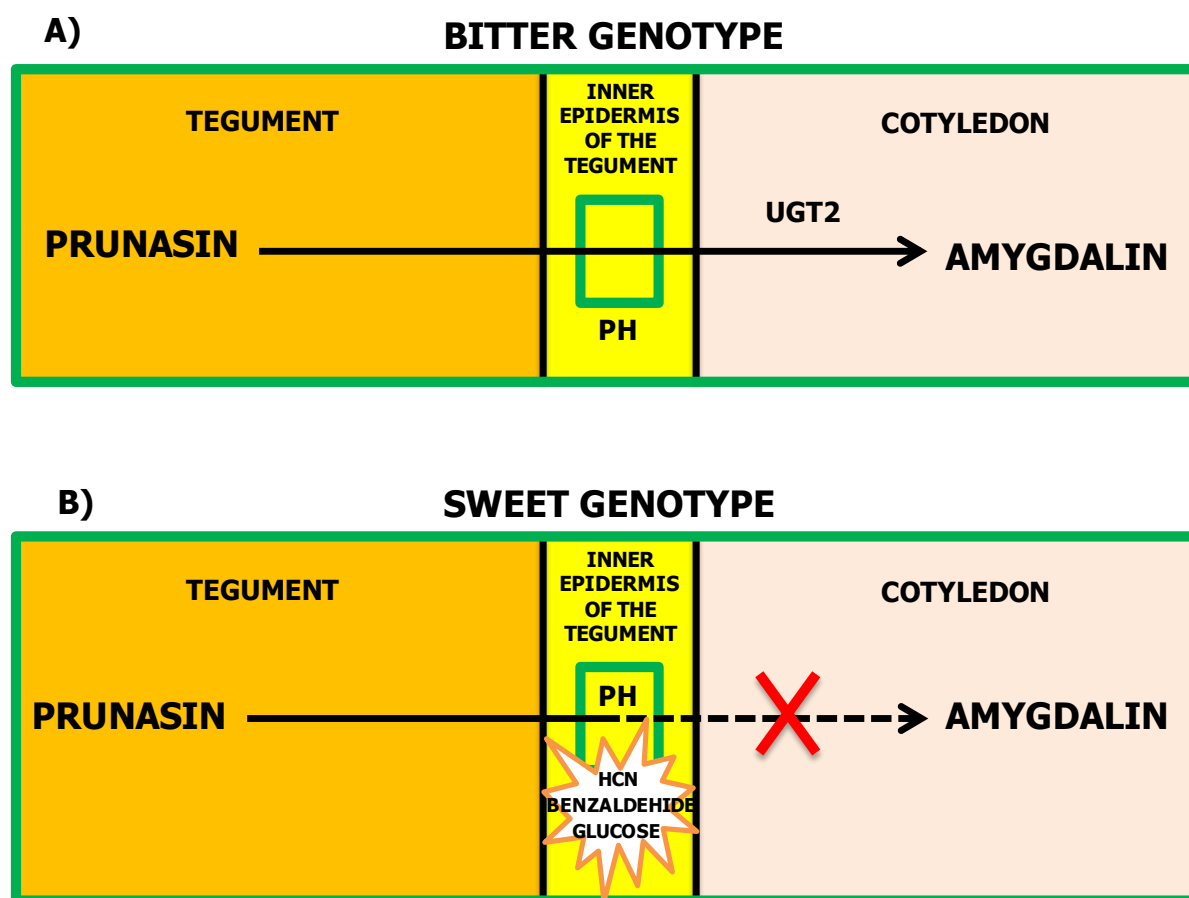 A)
BITTER GENOTYPE
TEGUMENT
INNER
EPIDERMIS
OF THE
TEGUMENT
COTYLEDON
PRUNASIN
UGT2
AMYGDALIN
PH
B)
SWEET GENOTYPE
TEGUMENT
INNER
EPIDERMIS
OF THE
TEGUMENT
COTYLEDON
PRUNASIN
PH
AMYGDALIN
HCN
BENZALDEHIDE
GLUCOSE